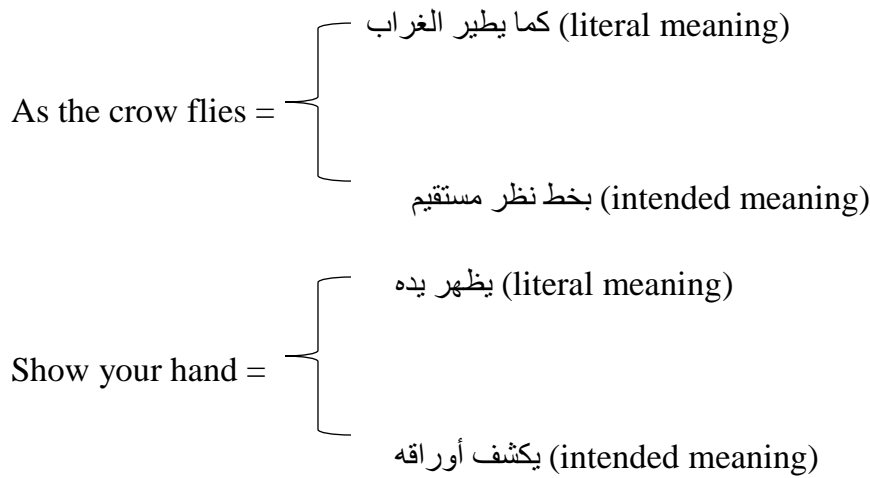 كما يطير الغراب (literal meaning)
As the crow flies =
بخط نظر مستقيم (intended meaning)
يظهر يده (literal meaning)
Show your hand =
يكشف أوراقه (intended meaning)